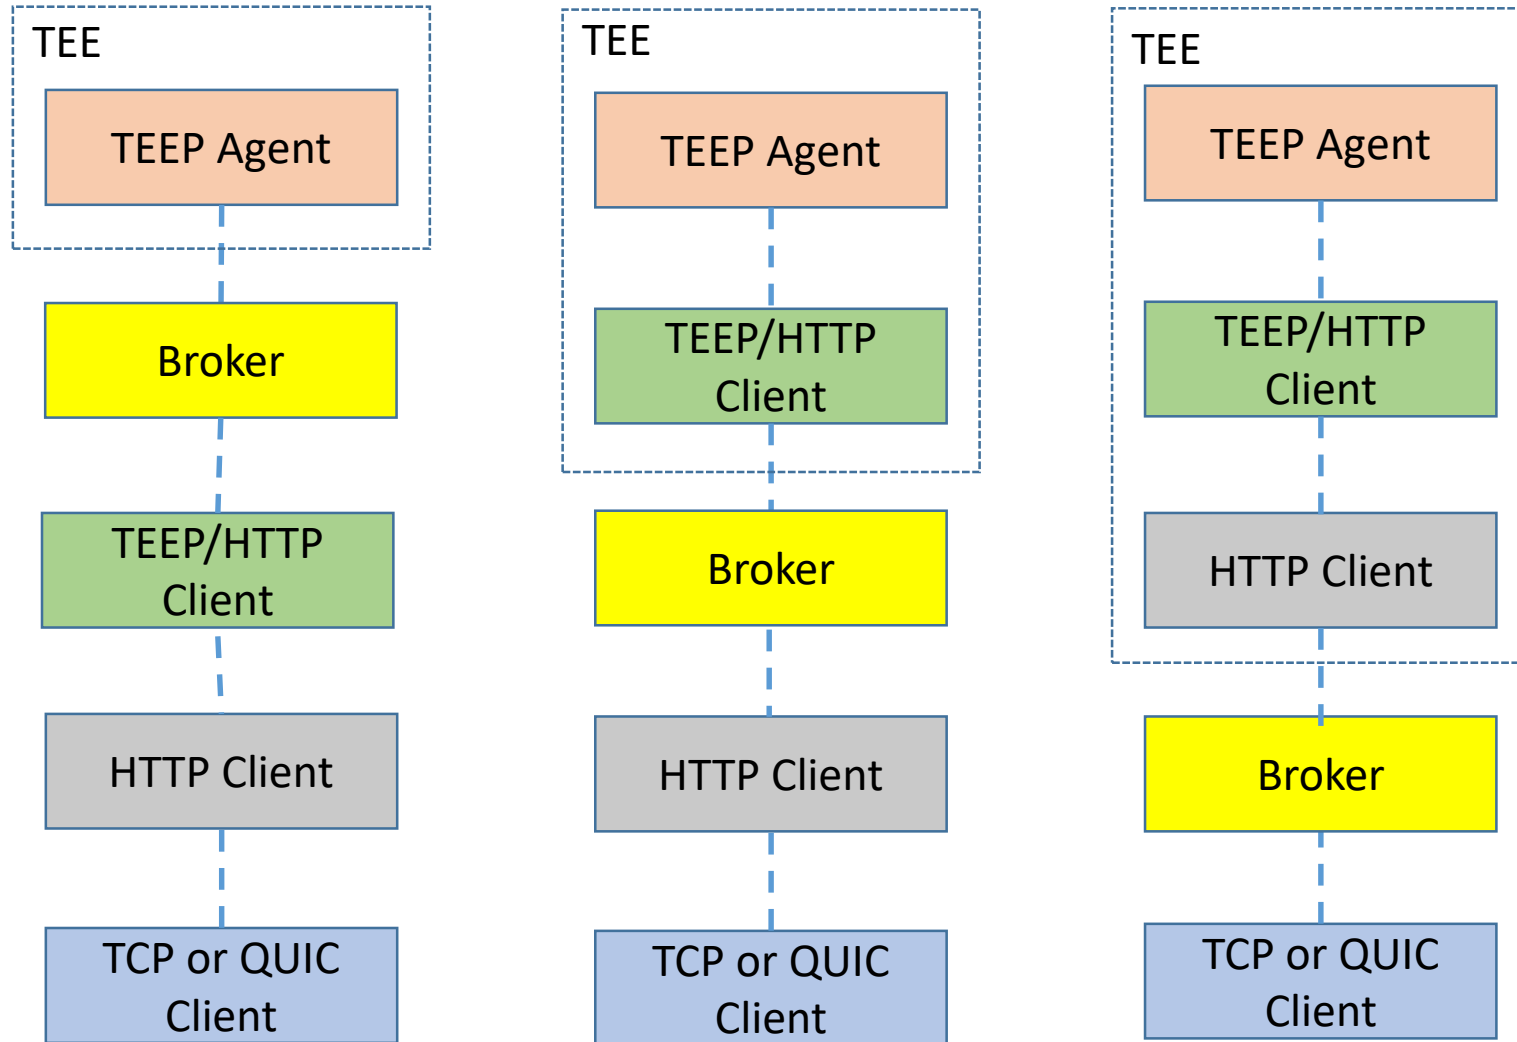 TEE
TEEP Agent
Broker
TEEP/HTTP
Client
HTTP Client
TCP or QUIC
Client
TEE
TEEP Agent
TEEP/HTTP
Client
Broker
HTTP Client
TCP or QUIC
Client
TEE
TEEP Agent
TEEP/HTTP
Client
HTTP Client
Broker
TCP or QUIC
Client